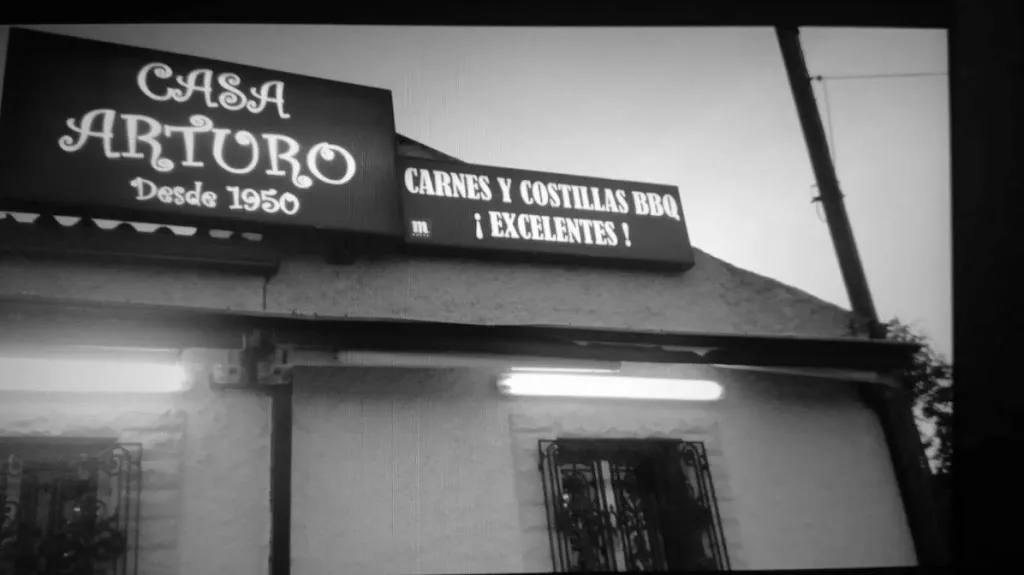 CASA
ARTURO
Desde 1950
CARNES Y COSTILLAS BBQ
¡ EXCELENTES !
m